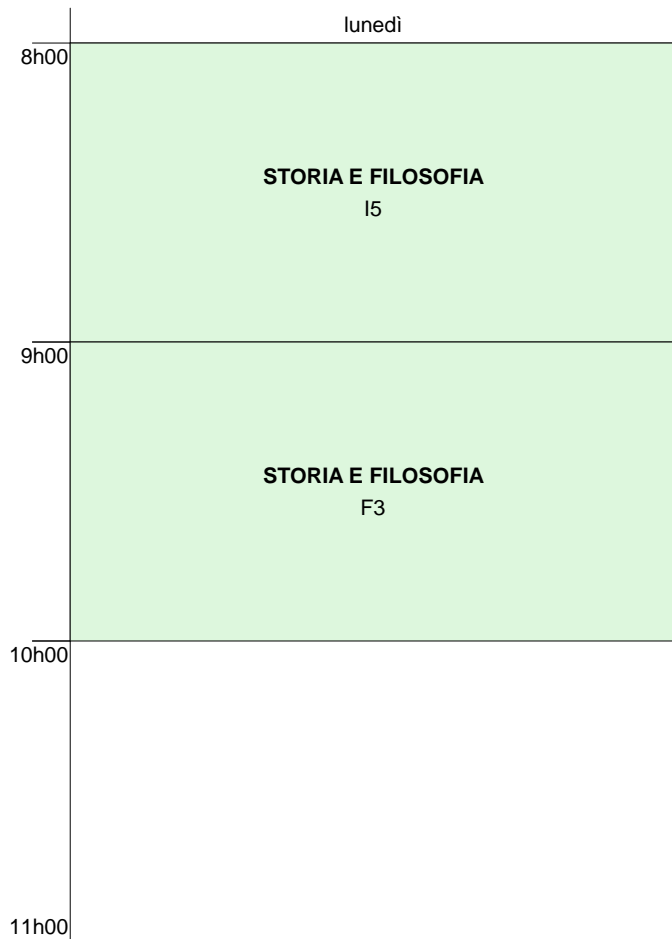 lunedì
8h00
STORIA E FILOSOFIA
I5
9h00
STORIA E FILOSOFIA
F3
10h00
11h00